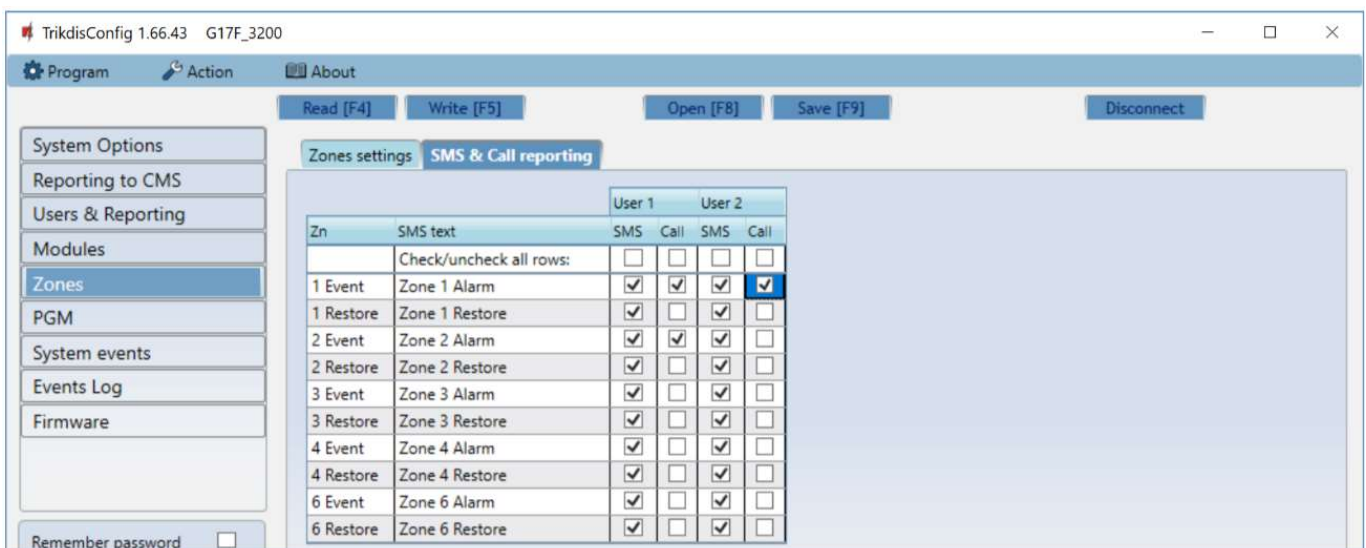 TrikdisConfig 1.66.43 G17F_3200
Program Action About
Read [F4] Write [F5] Open [F8] Save [F9] Disconnect
System Options
Reporting to CMS
Users & Reporting
Modules
Zones
PGM
System events
Events Log
Firmware
Remember password
Zones settings SMS & Call reporting
User 1 User 2
Zn SMS text SMS Call SMS Call
Check/uncheck all rows:
1 Event Zone 1 Alarm
1 Restore Zone 1 Restore
2 Event Zone 2 Alarm
2 Restore Zone 2 Restore
3 Event Zone 3 Alarm
3 Restore Zone 3 Restore
4 Event Zone 4 Alarm
4 Restore Zone 4 Restore
6 Event Zone 6 Alarm
6 Restore Zone 6 Restore